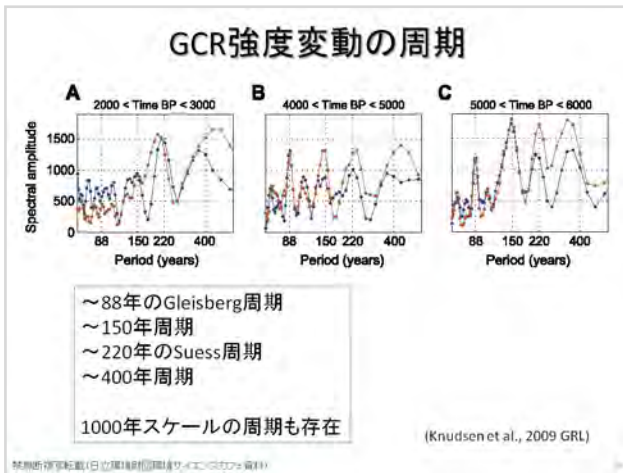 GCR強度変動の周期
A
2000 < Time BP < 3000
B
4000 < Time BP < 5000
C
5000 < Time BP < 6000
Spectral amplitude
1500
1000
500
0
88 150 220 400
88 150 220 400
88 150 220 400
Period (years)
Period (years)
Period (years)
～88年のGleisberg周期
～150年周期
～220年のSuess周期
～400年周期
1000年スケールの周期も存在
(Knudsen et al., 2009 GRL)